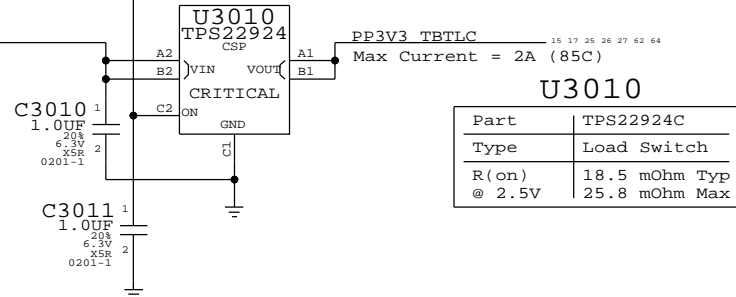 U3010
TPS22924
CSP
A2
B2
VIN
VOUT
A1
B1
C2
ON
CRITICAL
GND
C1
PP3V3 TBTLC
15 17 25 26 27 62 64
Max Current = 2A (85C)
C3010
1
1.0UF
20%
6.3V
X5R
0201-1
2
C3011
1
1.0UF
20%
6.3V
X5R
0201-1
2
U3010
Part TPS22924C
Type Load Switch
R(on) 18.5 mOhm Typ
@ 2.5V 25.8 mOhm Max